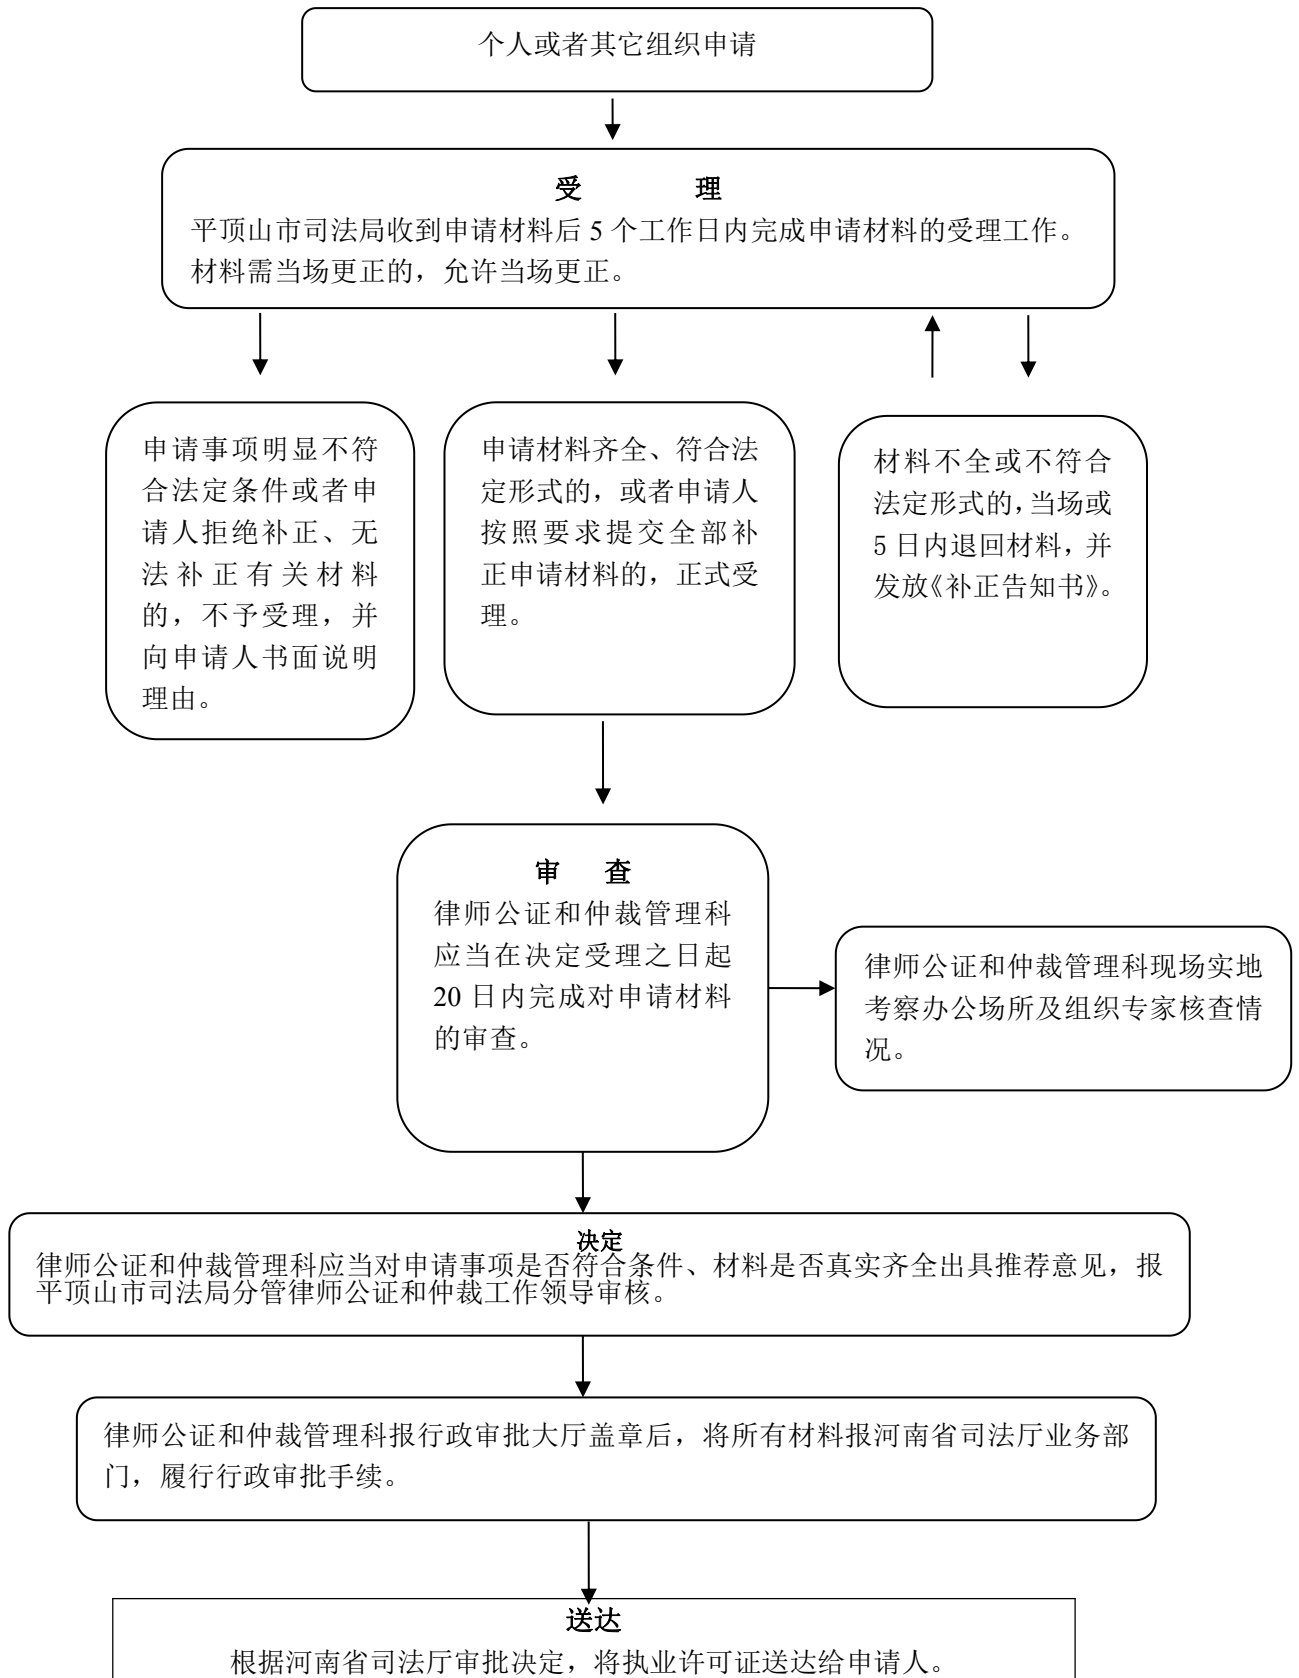 个人或者其它组织申请
受 理
平顶山市司法局收到申请材料后 5 个工作日内完成申请材料的受理工作。
材料需当场更正的，允许当场更正。
申请事项明显不符
合法定条件或者申
请人拒绝补正、无
法补正有关材料
的，不予受理，并
向申请人书面说明
理由。
申请材料齐全、符合法
定形式的，或者申请人
按照要求提交全部补
正申请材料的，正式受
理。
材料不全或不符合
法定形式的，当场或
5 日内退回材料，并
发放《补正告知书》。
审 查
律师公证和仲裁管理科
应当在决定受理之日起
20 日内完成对申请材料
的审查。
律师公证和仲裁管理科现场实地
考察办公场所及组织专家核查情
况。
决定
律师公证和仲裁管理科应当对申请事项是否符合条件、材料是否真实齐全出具推荐意见，报
平顶山市司法局分管律师公证和仲裁工作领导审核。
律师公证和仲裁管理科报行政审批大厅盖章后，将所有材料报河南省司法厅业务部
门，履行行政审批手续。
送达
根据河南省司法厅审批决定，将执业许可证送达给申请人。